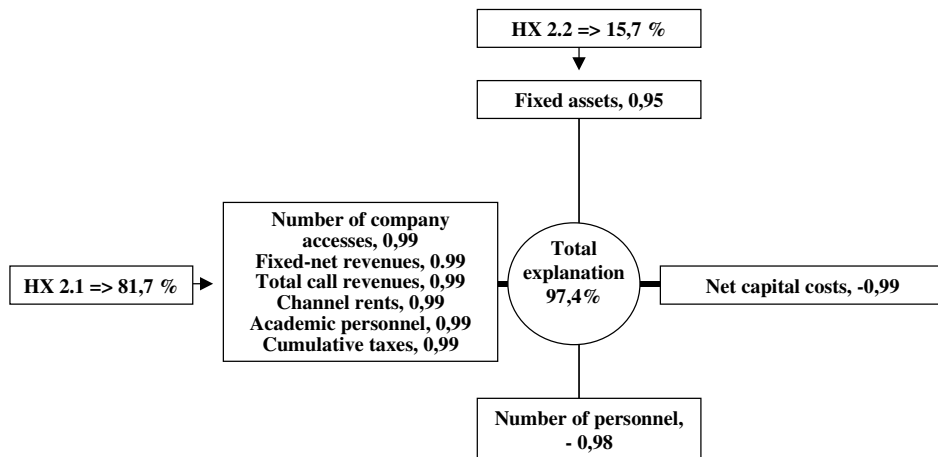 HX 2.2 => 15,7 %
Fixed assets, 0,95
Number of company
accesses, 0,99
Fixed-net revenues, 0.99
Total call revenues, 0,99
Channel rents, 0,99
Academic personnel, 0,99
Cumulative taxes, 0,99
HX 2.1 => 81,7 %
Total
explanation
97,4%
Net capital costs, -0,99
Number of personnel,
- 0,98